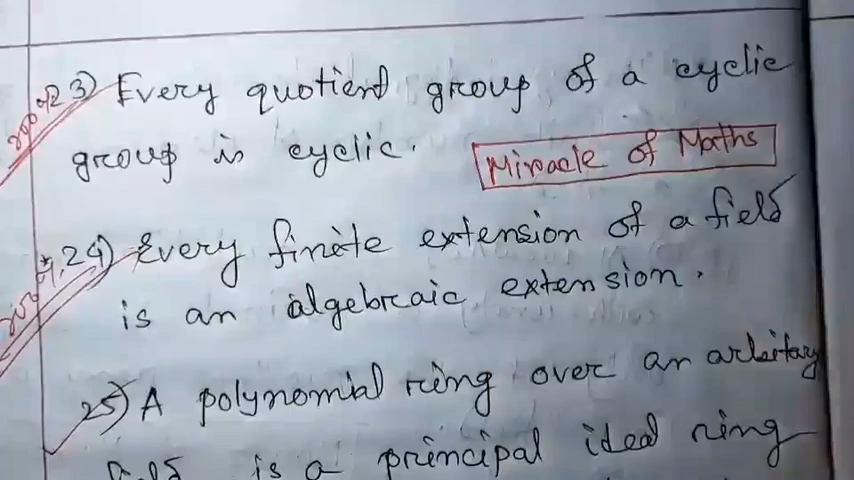 23) Every quotient group of a cyclic
group is cyclic.
Miracle of Maths
*24) Every finite extension of a field
is an algebraic extension.
25) A polynomial ring over an arbitary
is a principal ideal ring